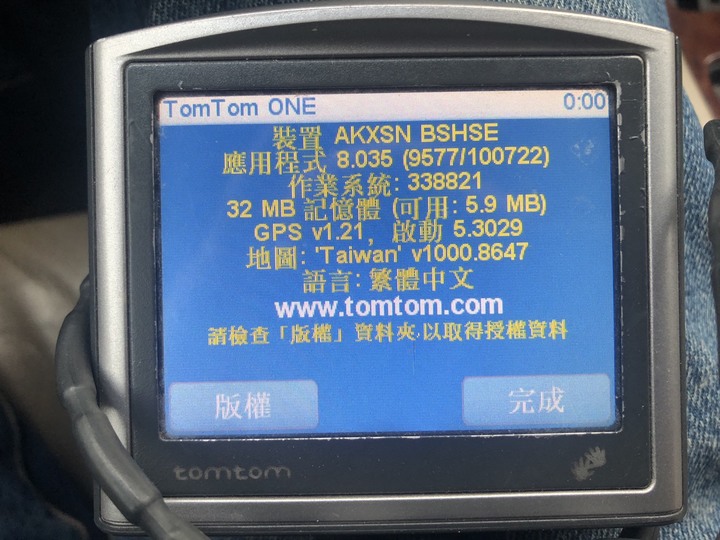 TomTom ONE 0:00
裝置 AKXSN BSHSE
應用程式 8.035 (9577/100722)
作業系統: 338821
32 MB 記憶體 (可用: 5.9 MB)
GPS v1.21, 啟動 5.3029
地圖: 'Taiwan' v1000.8647
語言: 繁體中文
www.tomtom.com
請檢查「版權」資料夾,以取得授權資料
版權 完成
tomtom